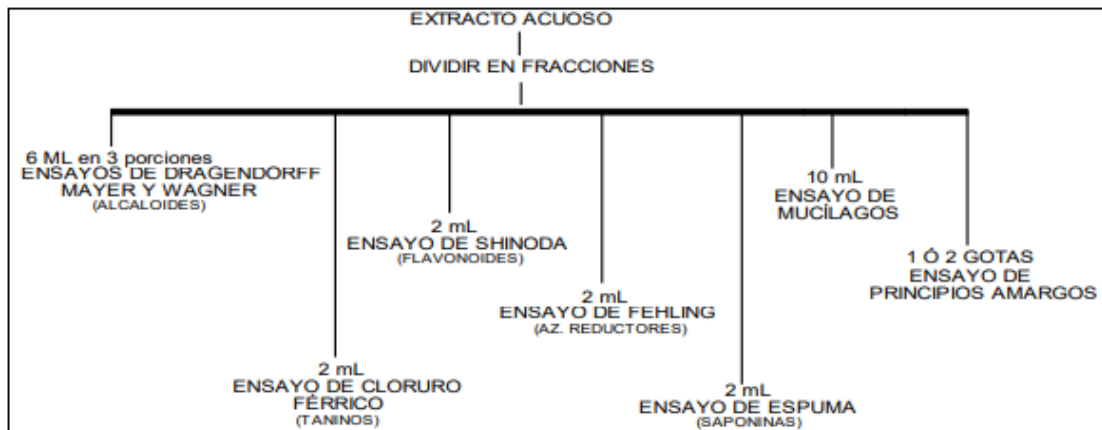 EXTRACTO ACUOSO
DIVIDIR EN FRACCIONES
6 ML en 3 porciones
ENSAYOS DE DRAGENDORFF
MAYER Y WAGNER
(ALCALOIDES)
2 mL
ENSAYO DE CLORURO
FÉRRICO
(TANINOS)
2 mL
ENSAYO DE SHINODA
(FLAVONOIDES)
2 mL
ENSAYO DE FEHLING
(AZ. REDUCTORES)
2 mL
ENSAYO DE ESPUMA
(SAPONINAS)
10 mL
ENSAYO DE
MUCÍLAGOS
1 Ó 2 GOTAS
ENSAYO DE
PRINCIPIOS AMARGOS